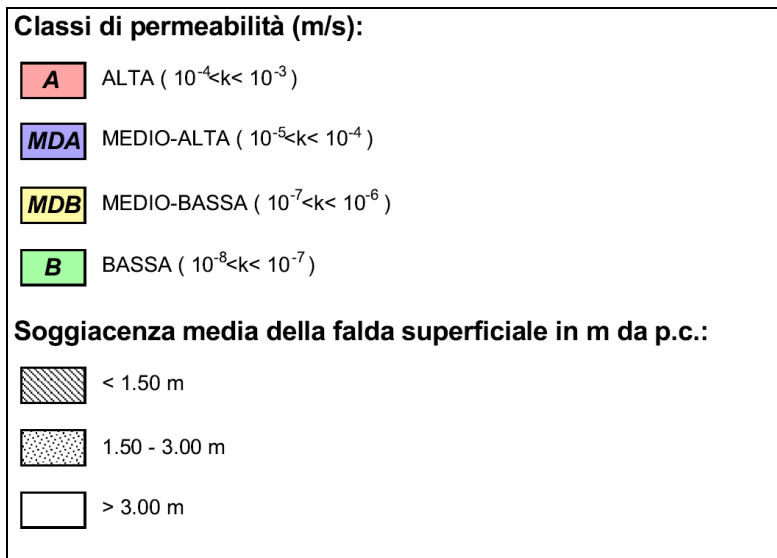 Classi di permeabilità (m/s):
A ALTA ( 10⁻⁴<k< 10⁻³ )
MDA MEDIO-ALTA ( 10⁻⁵<k< 10⁻⁴ )
MDB MEDIO-BASSA ( 10⁻⁷<k< 10⁻⁶ )
B BASSA ( 10⁻⁸<k< 10⁻⁷ )
Soggiacenza media della falda superficiale in m da p.c.:
< 1.50 m
1.50 - 3.00 m
> 3.00 m